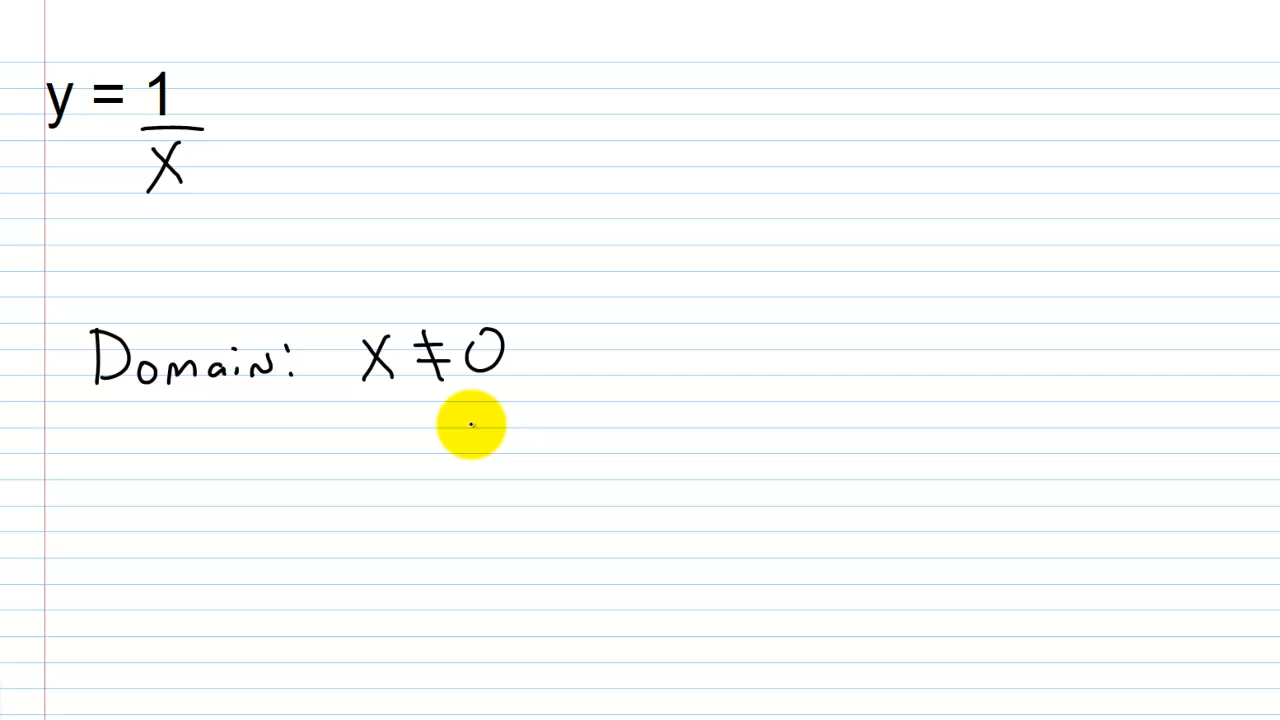 y = 1
x
Domain: x ≠ 0